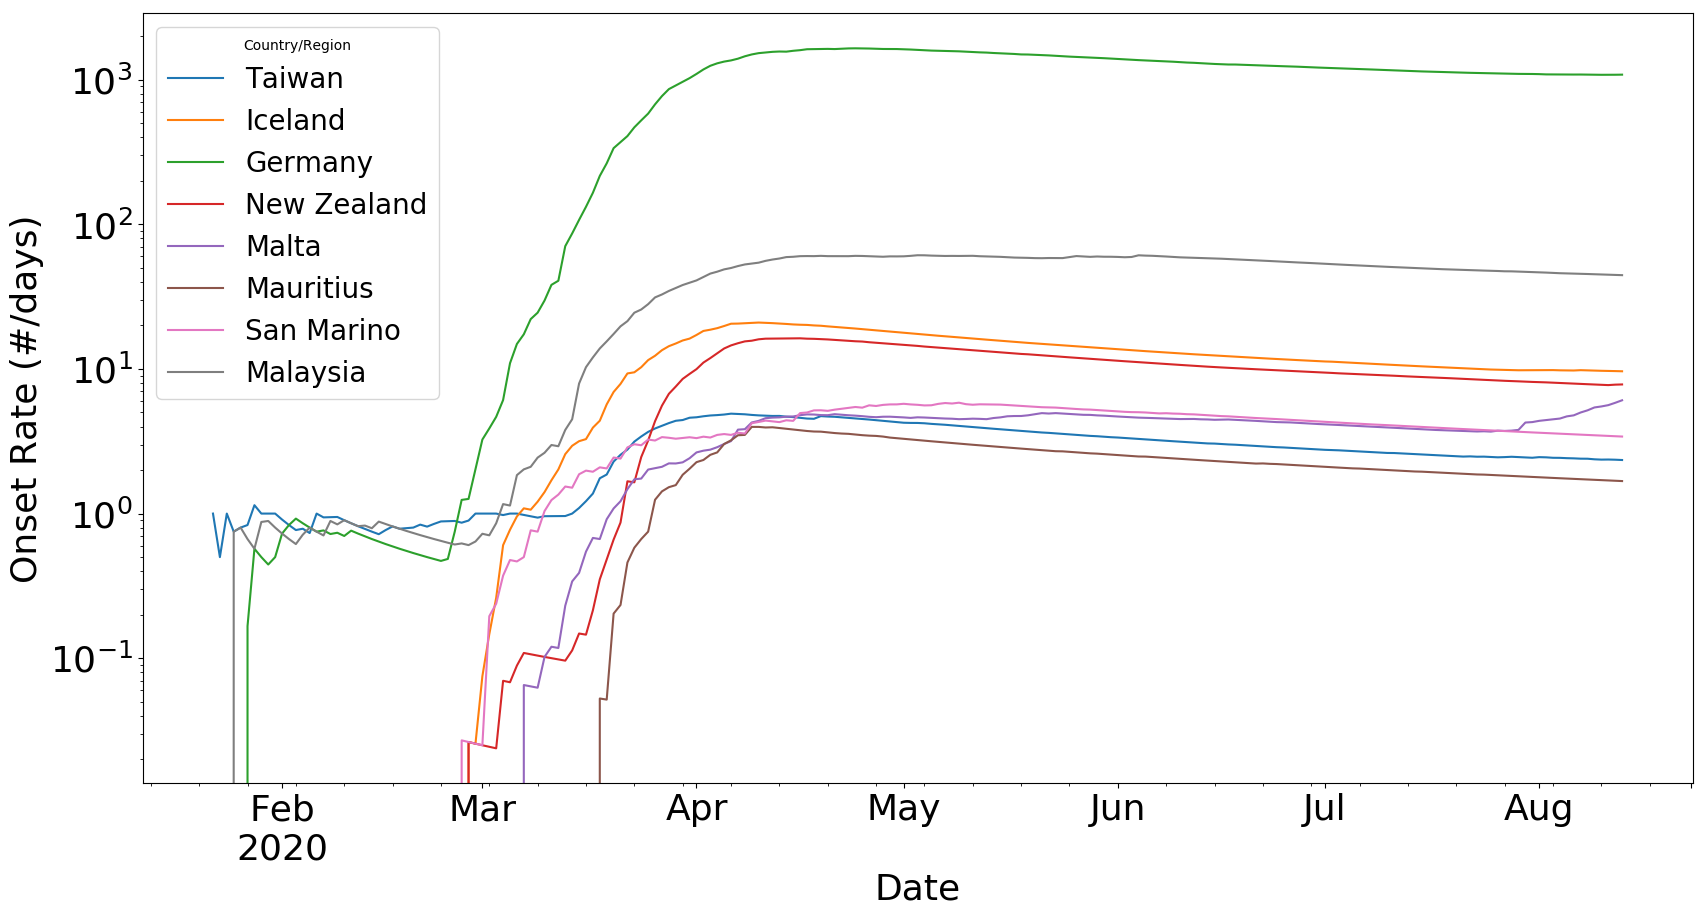 Onset Rate (#/days)
10³
10²
10¹
10⁰
10⁻¹
Country/Region
Taiwan
Iceland
Germany
New Zealand
Malta
Mauritius
San Marino
Malaysia
Feb Mar Apr May Jun Jul Aug
2020
Date